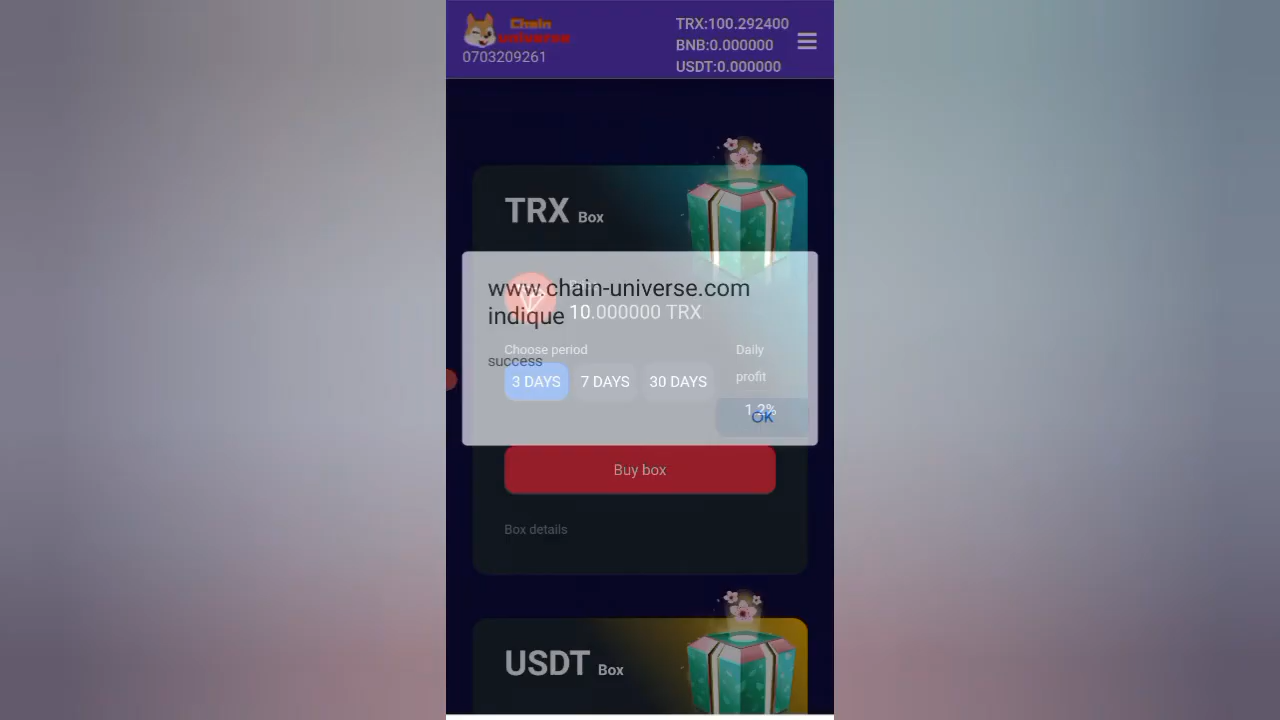 Chain
universe
0703209261
TRX:100.292400
BNB:0.000000
USDT:0.000000
TRX Box
www.chain-universe.com
indique
10.000000 TRX
success
Choose period
Daily
profit
3 DAYS
7 DAYS
30 DAYS
1.2%
OK
Buy box
Box details
USDT Box